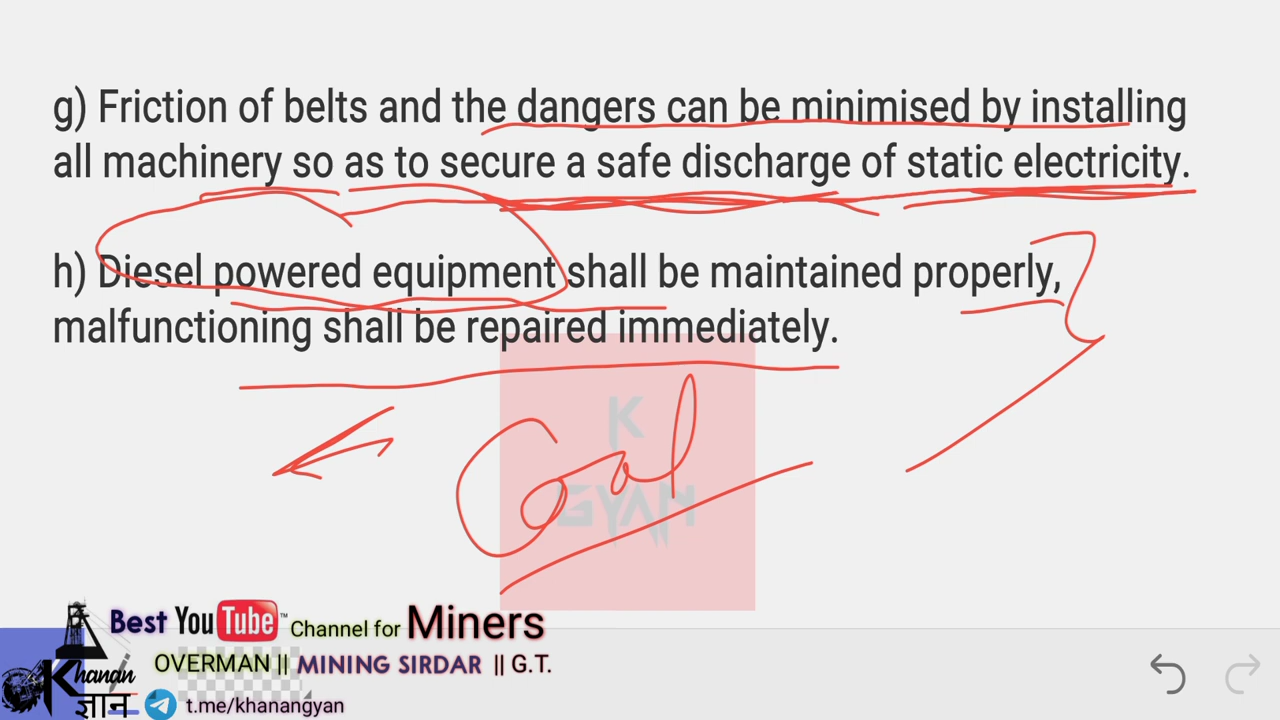 g) Friction of belts and the dangers can be minimised by installing
all machinery so as to secure a safe discharge of static electricity.
h) Diesel powered equipment shall be maintained properly,
malfunctioning shall be repaired immediately.
Coal
K
GYAN
Best YouTube™ Channel for Miners
OVERMAN || MINING SIRDAR || G.T.
Khanan
ज्ञान
t.me/khanangyan